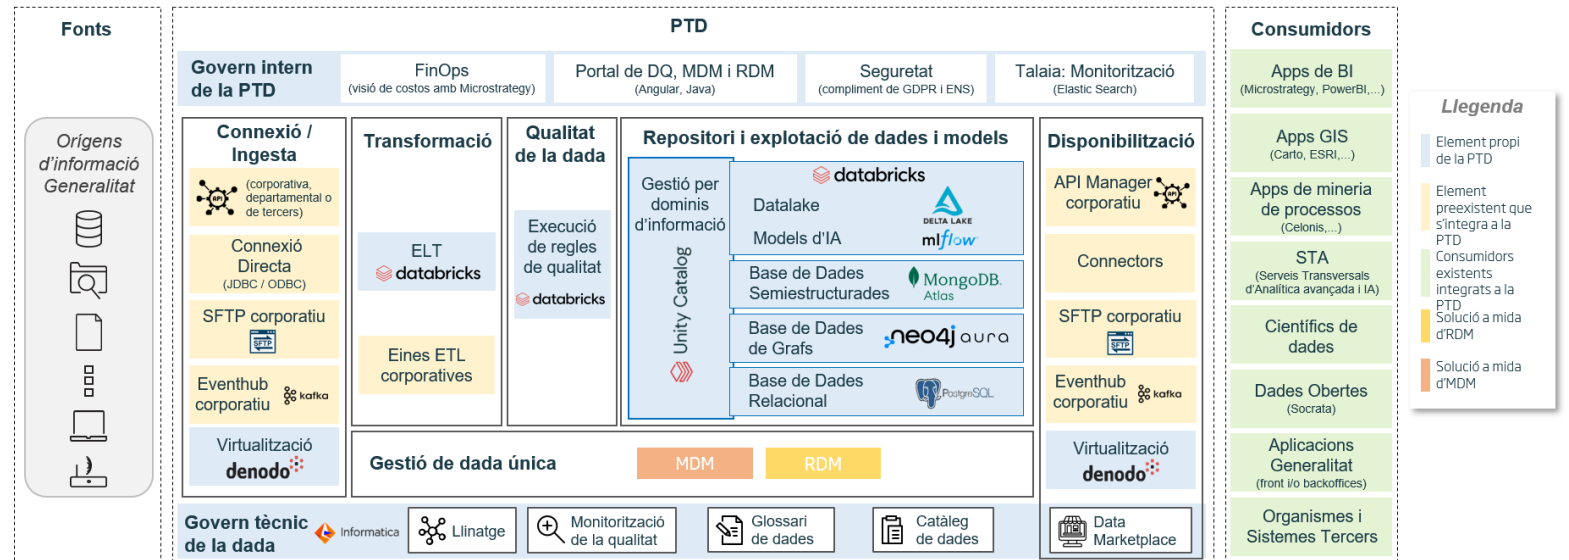 Fonts
Orígens
d'informació
Generalitat
PTD
Govern intern
de la PTD
FinOps
(visió de costos amb Microstrategy)
Portal de DQ, MDM i RDM
(Angular, Java)
Seguretat
(compliment de GDPR i ENS)
Talaia: Monitorització
(Elastic Search)
Connexió /
Ingesta
API
(corporativa,
departamental o
de tercers)
Connexió
Directa
(JDBC / ODBC)
SFTP corporatiu
SFTP
Eventhub
corporatiu
kafka
Virtualització
denodo
Transformació
ELT
databricks
Eines ETL
corporatives
Qualitat
de la dada
Execució
de regles
de qualitat
databricks
Repositori i explotació de dades i models
Gestió per
dominis
d'informació
Unity Catalog
databricks
Datalake
DELTA LAKE
Models d'IA
mlflow
Base de Dades
Semiestructurades
MongoDB.
Atlas
Base de Dades
de Grafs
neo4j aura
Base de Dades
Relacional
PostgreSQL
Gestió de dada única
MDM
RDM
Disponibilització
API Manager
corporatiu
API
Connectors
SFTP corporatiu
SFTP
Eventhub
corporatiu
kafka
Virtualització
denodo
Govern tècnic
de la dada
Informatica
Llinatge
Monitorització
de la qualitat
Glossari
de dades
Catàleg
de dades
Data
Marketplace
Consumidors
Apps de BI
(Microstrategy, PowerBI,...)
Apps GIS
(Carto, ESRI,...)
Apps de mineria
de processos
(Celonis,...)
STA
(Serveis Transversals
d'Analítica avançada i IA)
Científics de
dades
Dades Obertes
(Socrata)
Aplicacions
Generalitat
(front i/o backoffices)
Organismes i
Sistemes Tercers
Llegenda
Element propi
de la PTD
Element
preexistent que
s'integra a la
PTD
Consumidors
existents
integrats a la
PTD
Solució a mida
d'RDM
Solució a mida
d'MDM